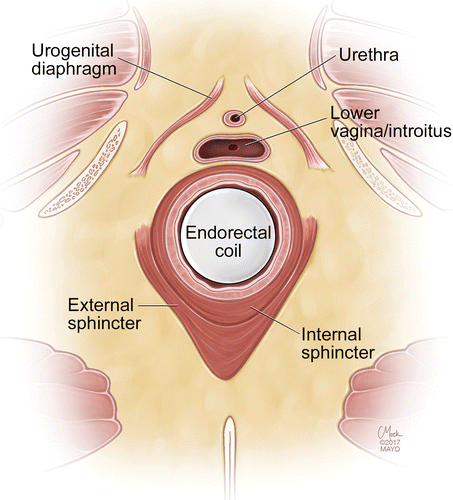 Urogenital
diaphragm
Urethra
Lower
vagina/introitus
Endorectal
coil
External
sphincter
Internal
sphincter
©2017
MAYO